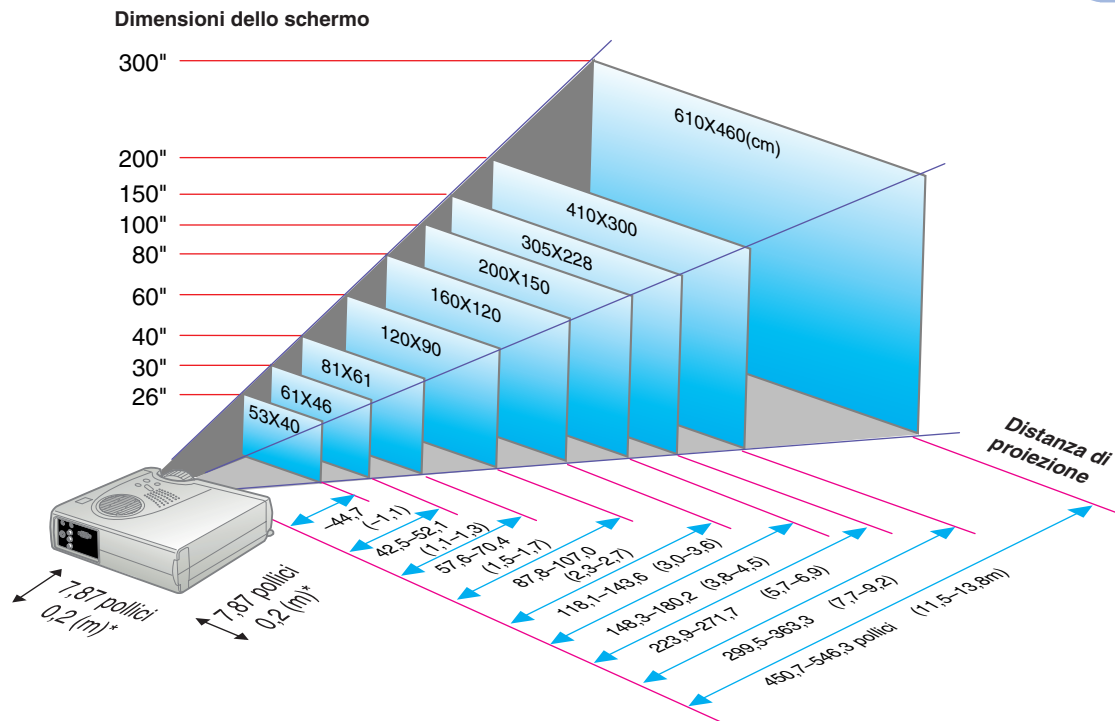 Dimensioni dello schermo
300"
200"
150"
100"
80"
60"
40"
30"
26"
610X460(cm)
410X300
305X228
200X150
160X120
120X90
81X61
61X46
53X40
Distanza di
proiezione
–44,7
(–1,1)
42,5–52,1
(1,1–1,3)
57,6–70,4
(1,5–1,7)
87,8–107,0
(2,3–2,7)
118,1–143,6 (3,0–3,6)
148,3–180,2 (3,8–4,5)
223,9–271,7 (5,7–6,9)
299,5–363,3 (7,7–9,2)
450,7–546,3 pollici (11,5–13,8m)
7,87 pollici
0,2 (m)*
7,87 pollici
0,2 (m)*